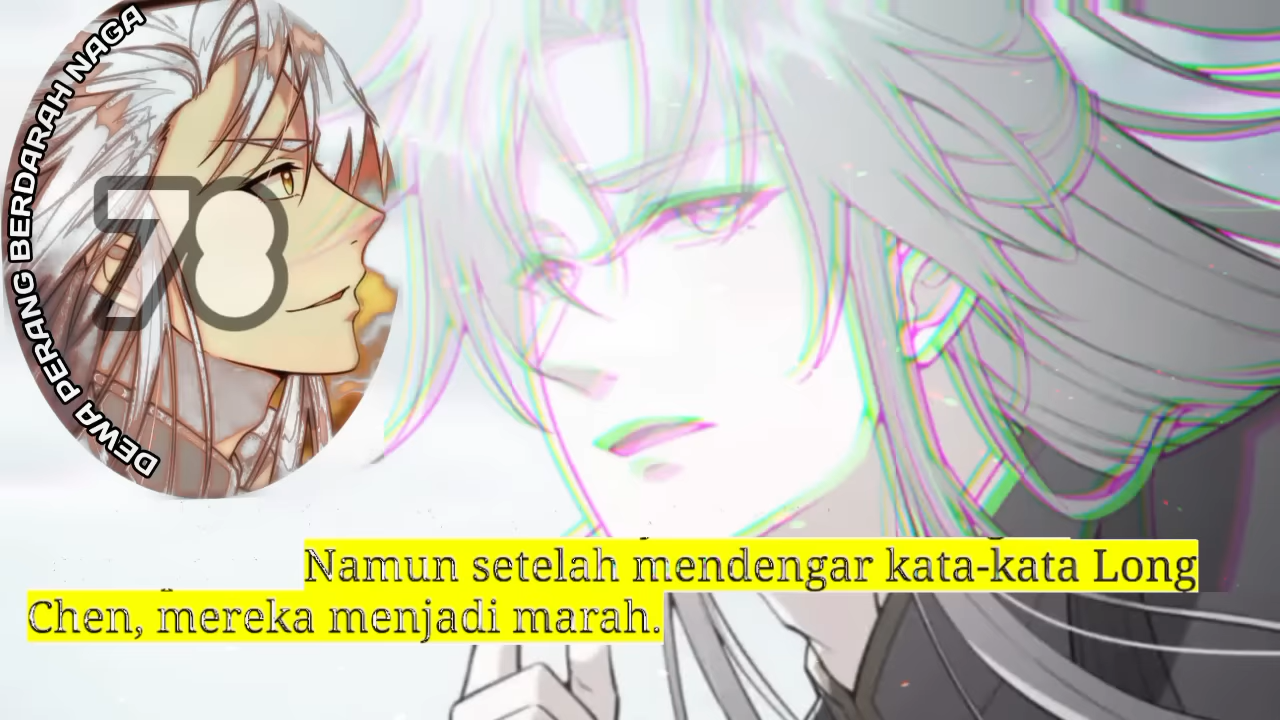 DEWA PERANG BERDARAH NAGA
78
Namun setelah mendengar kata-kata Long
Chen, mereka menjadi marah.